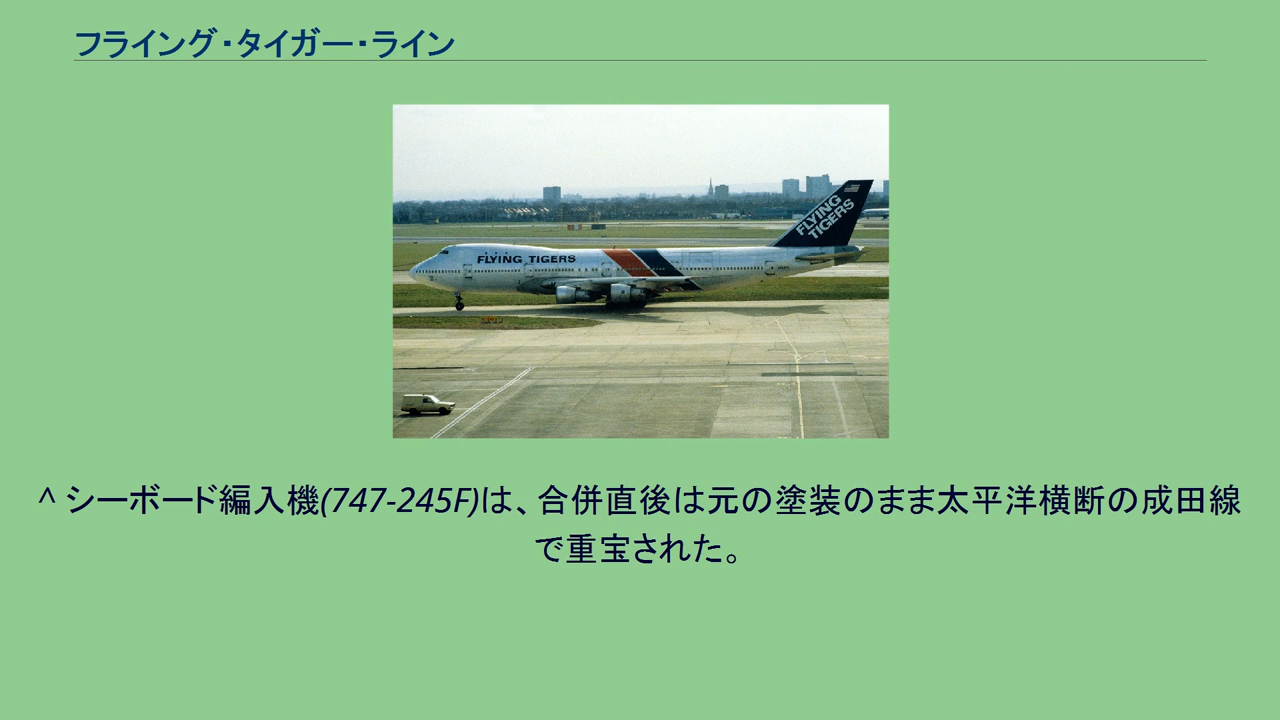 フライング・タイガー・ライン
FLYING TIGERS
FLYING
TIGERS
^ シーボード編入機(747-245F)は、合併直後は元の塗装のまま太平洋横断の成田線
で重宝された。